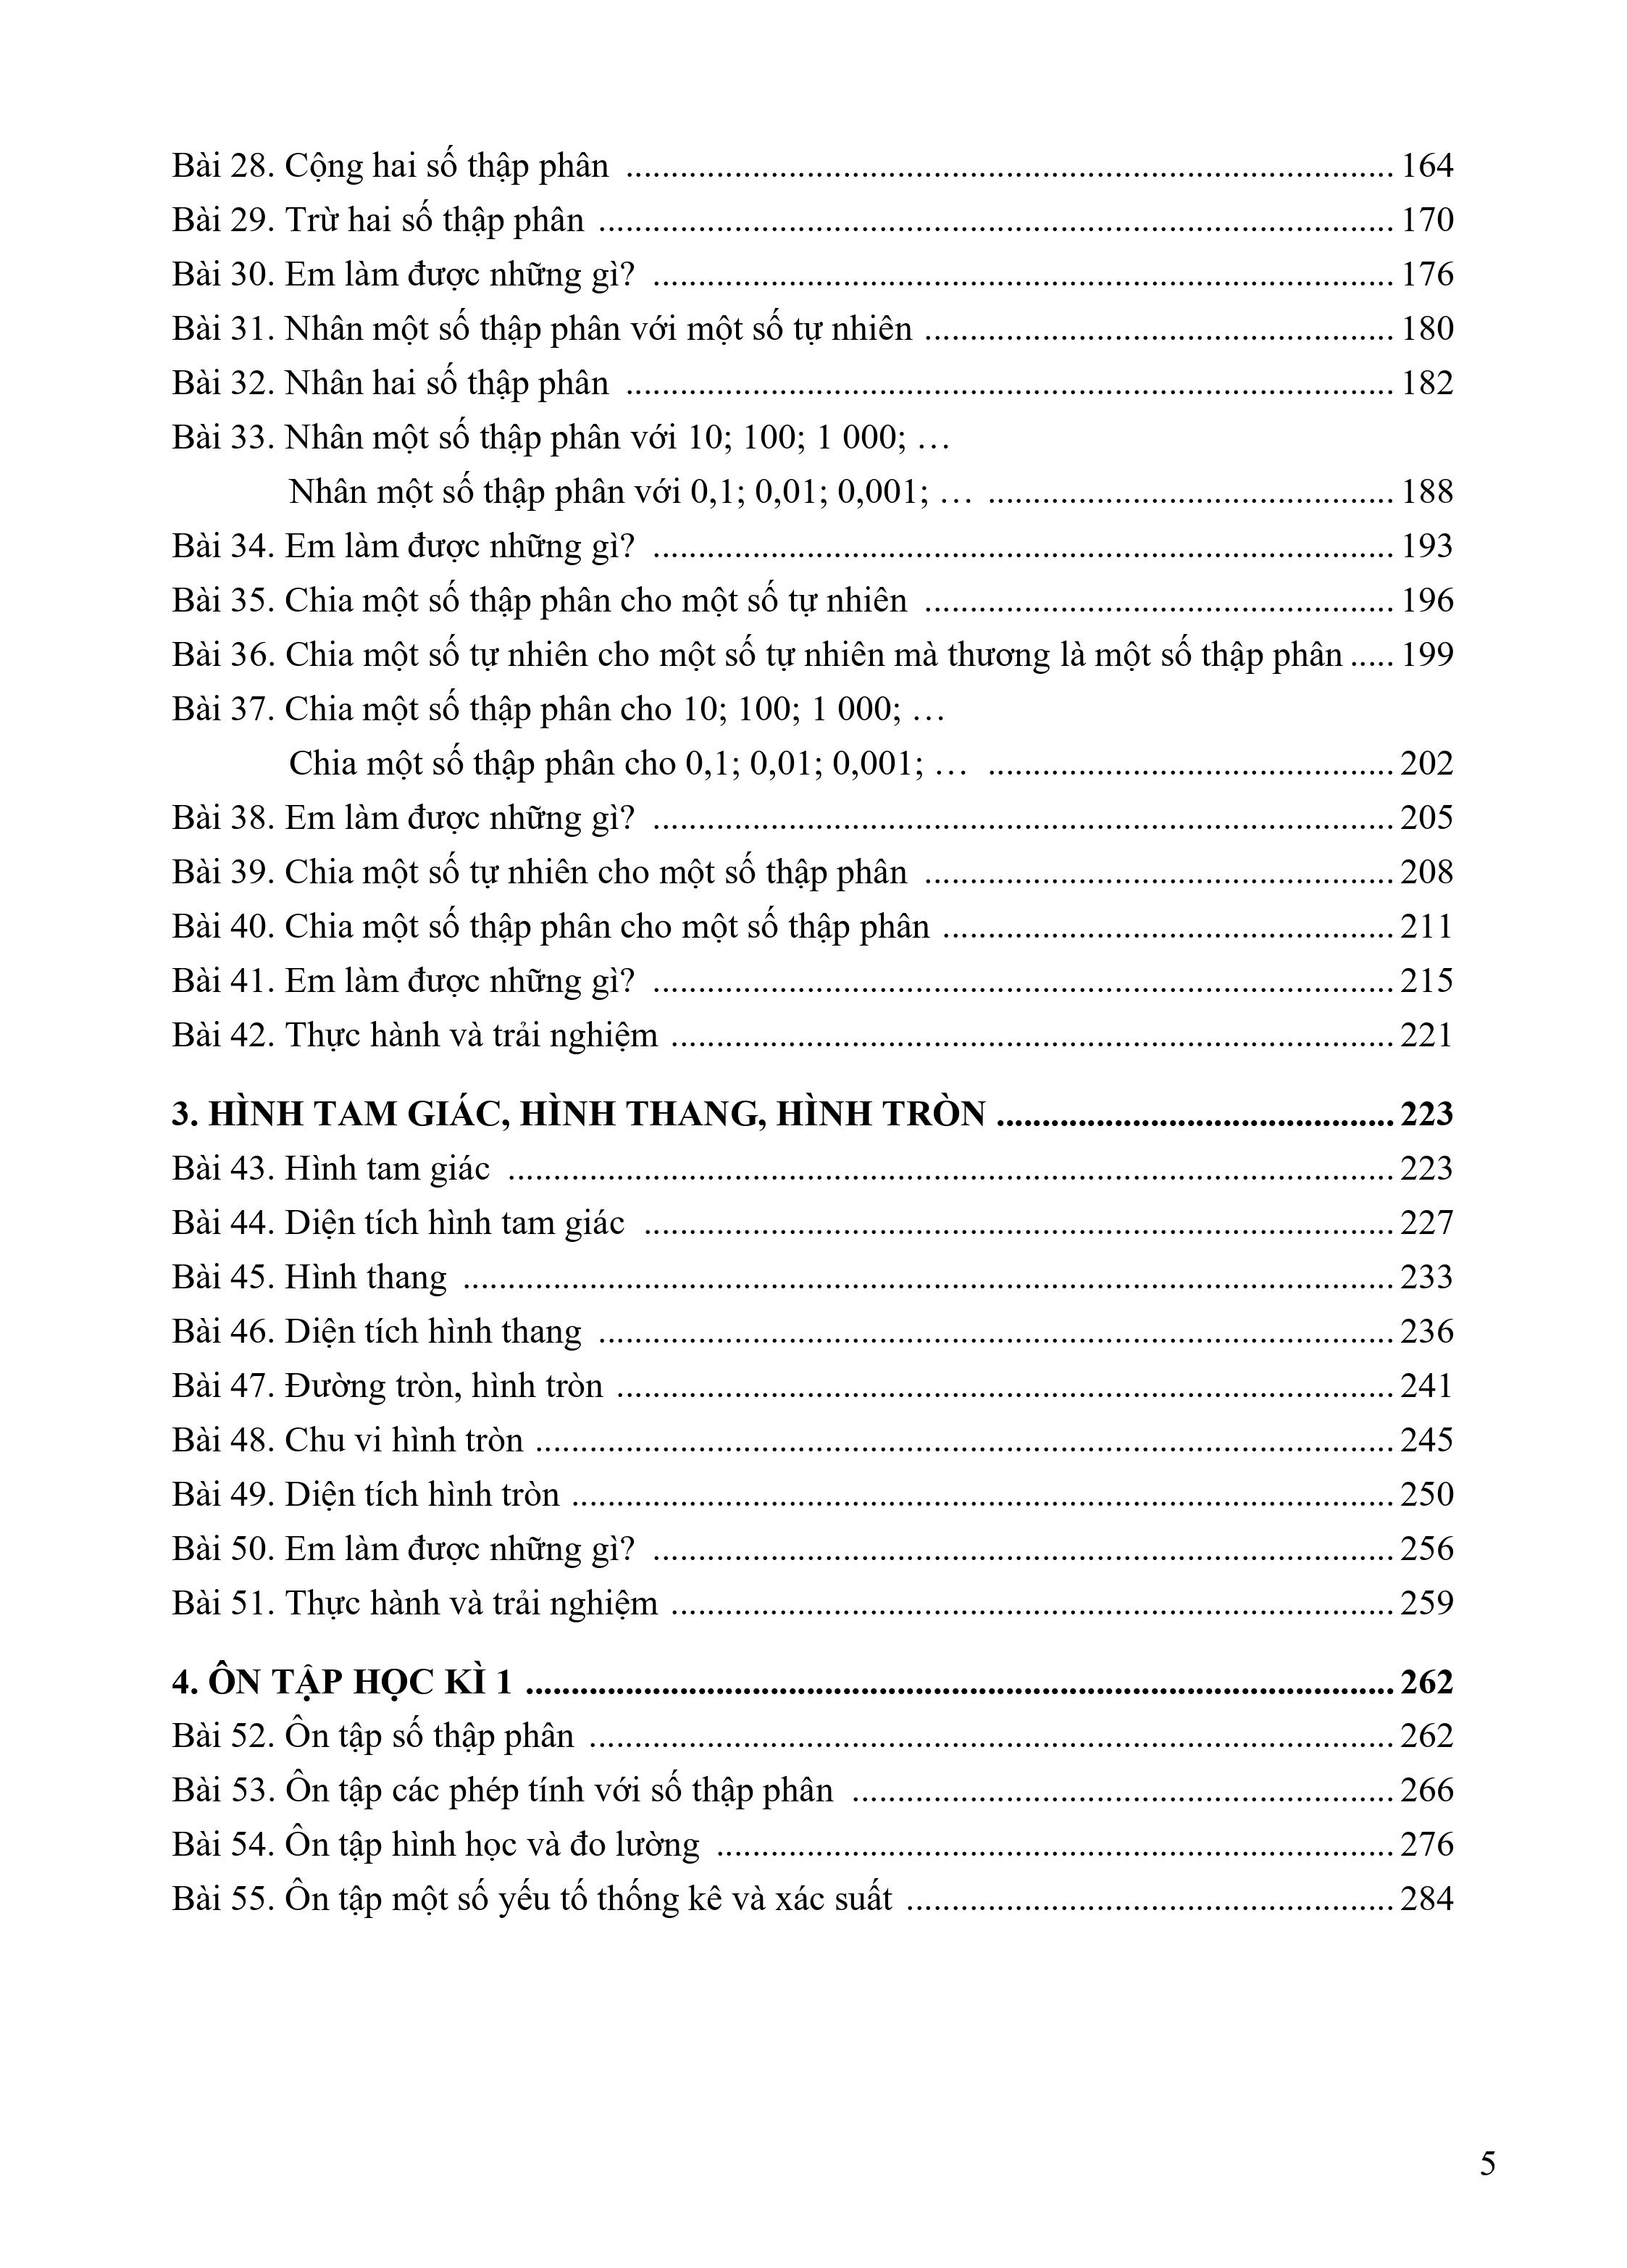 Bài 28. Cộng hai số thập phân ........ 164
Bài 29. Trừ hai số thập phân ........ 170
Bài 30. Em làm được những gì? ........ 176
Bài 31. Nhân một số thập phân với một số tự nhiên ........ 180
Bài 32. Nhân hai số thập phân ........ 182
Bài 33. Nhân một số thập phân với 10; 100; 1 000; …
Nhân một số thập phân với 0,1; 0,01; 0,001; … ........ 188
Bài 34. Em làm được những gì? ........ 193
Bài 35. Chia một số thập phân cho một số tự nhiên ........ 196
Bài 36. Chia một số tự nhiên cho một số tự nhiên mà thương là một số thập phân ..... 199
Bài 37. Chia một số thập phân cho 10; 100; 1 000; …
Chia một số thập phân cho 0,1; 0,01; 0,001; … ........ 202
Bài 38. Em làm được những gì? ........ 205
Bài 39. Chia một số tự nhiên cho một số thập phân ........ 208
Bài 40. Chia một số thập phân cho một số thập phân ........ 211
Bài 41. Em làm được những gì? ........ 215
Bài 42. Thực hành và trải nghiệm ........ 221
3. HÌNH TAM GIÁC, HÌNH THANG, HÌNH TRÒN ........ 223
Bài 43. Hình tam giác ........ 223
Bài 44. Diện tích hình tam giác ........ 227
Bài 45. Hình thang ........ 233
Bài 46. Diện tích hình thang ........ 236
Bài 47. Đường tròn, hình tròn ........ 241
Bài 48. Chu vi hình tròn ........ 245
Bài 49. Diện tích hình tròn ........ 250
Bài 50. Em làm được những gì? ........ 256
Bài 51. Thực hành và trải nghiệm ........ 259
4. ÔN TẬP HỌC KÌ 1 ........ 262
Bài 52. Ôn tập số thập phân ........ 262
Bài 53. Ôn tập các phép tính với số thập phân ........ 266
Bài 54. Ôn tập hình học và đo lường ........ 276
Bài 55. Ôn tập một số yếu tố thống kê và xác suất ........ 284
5